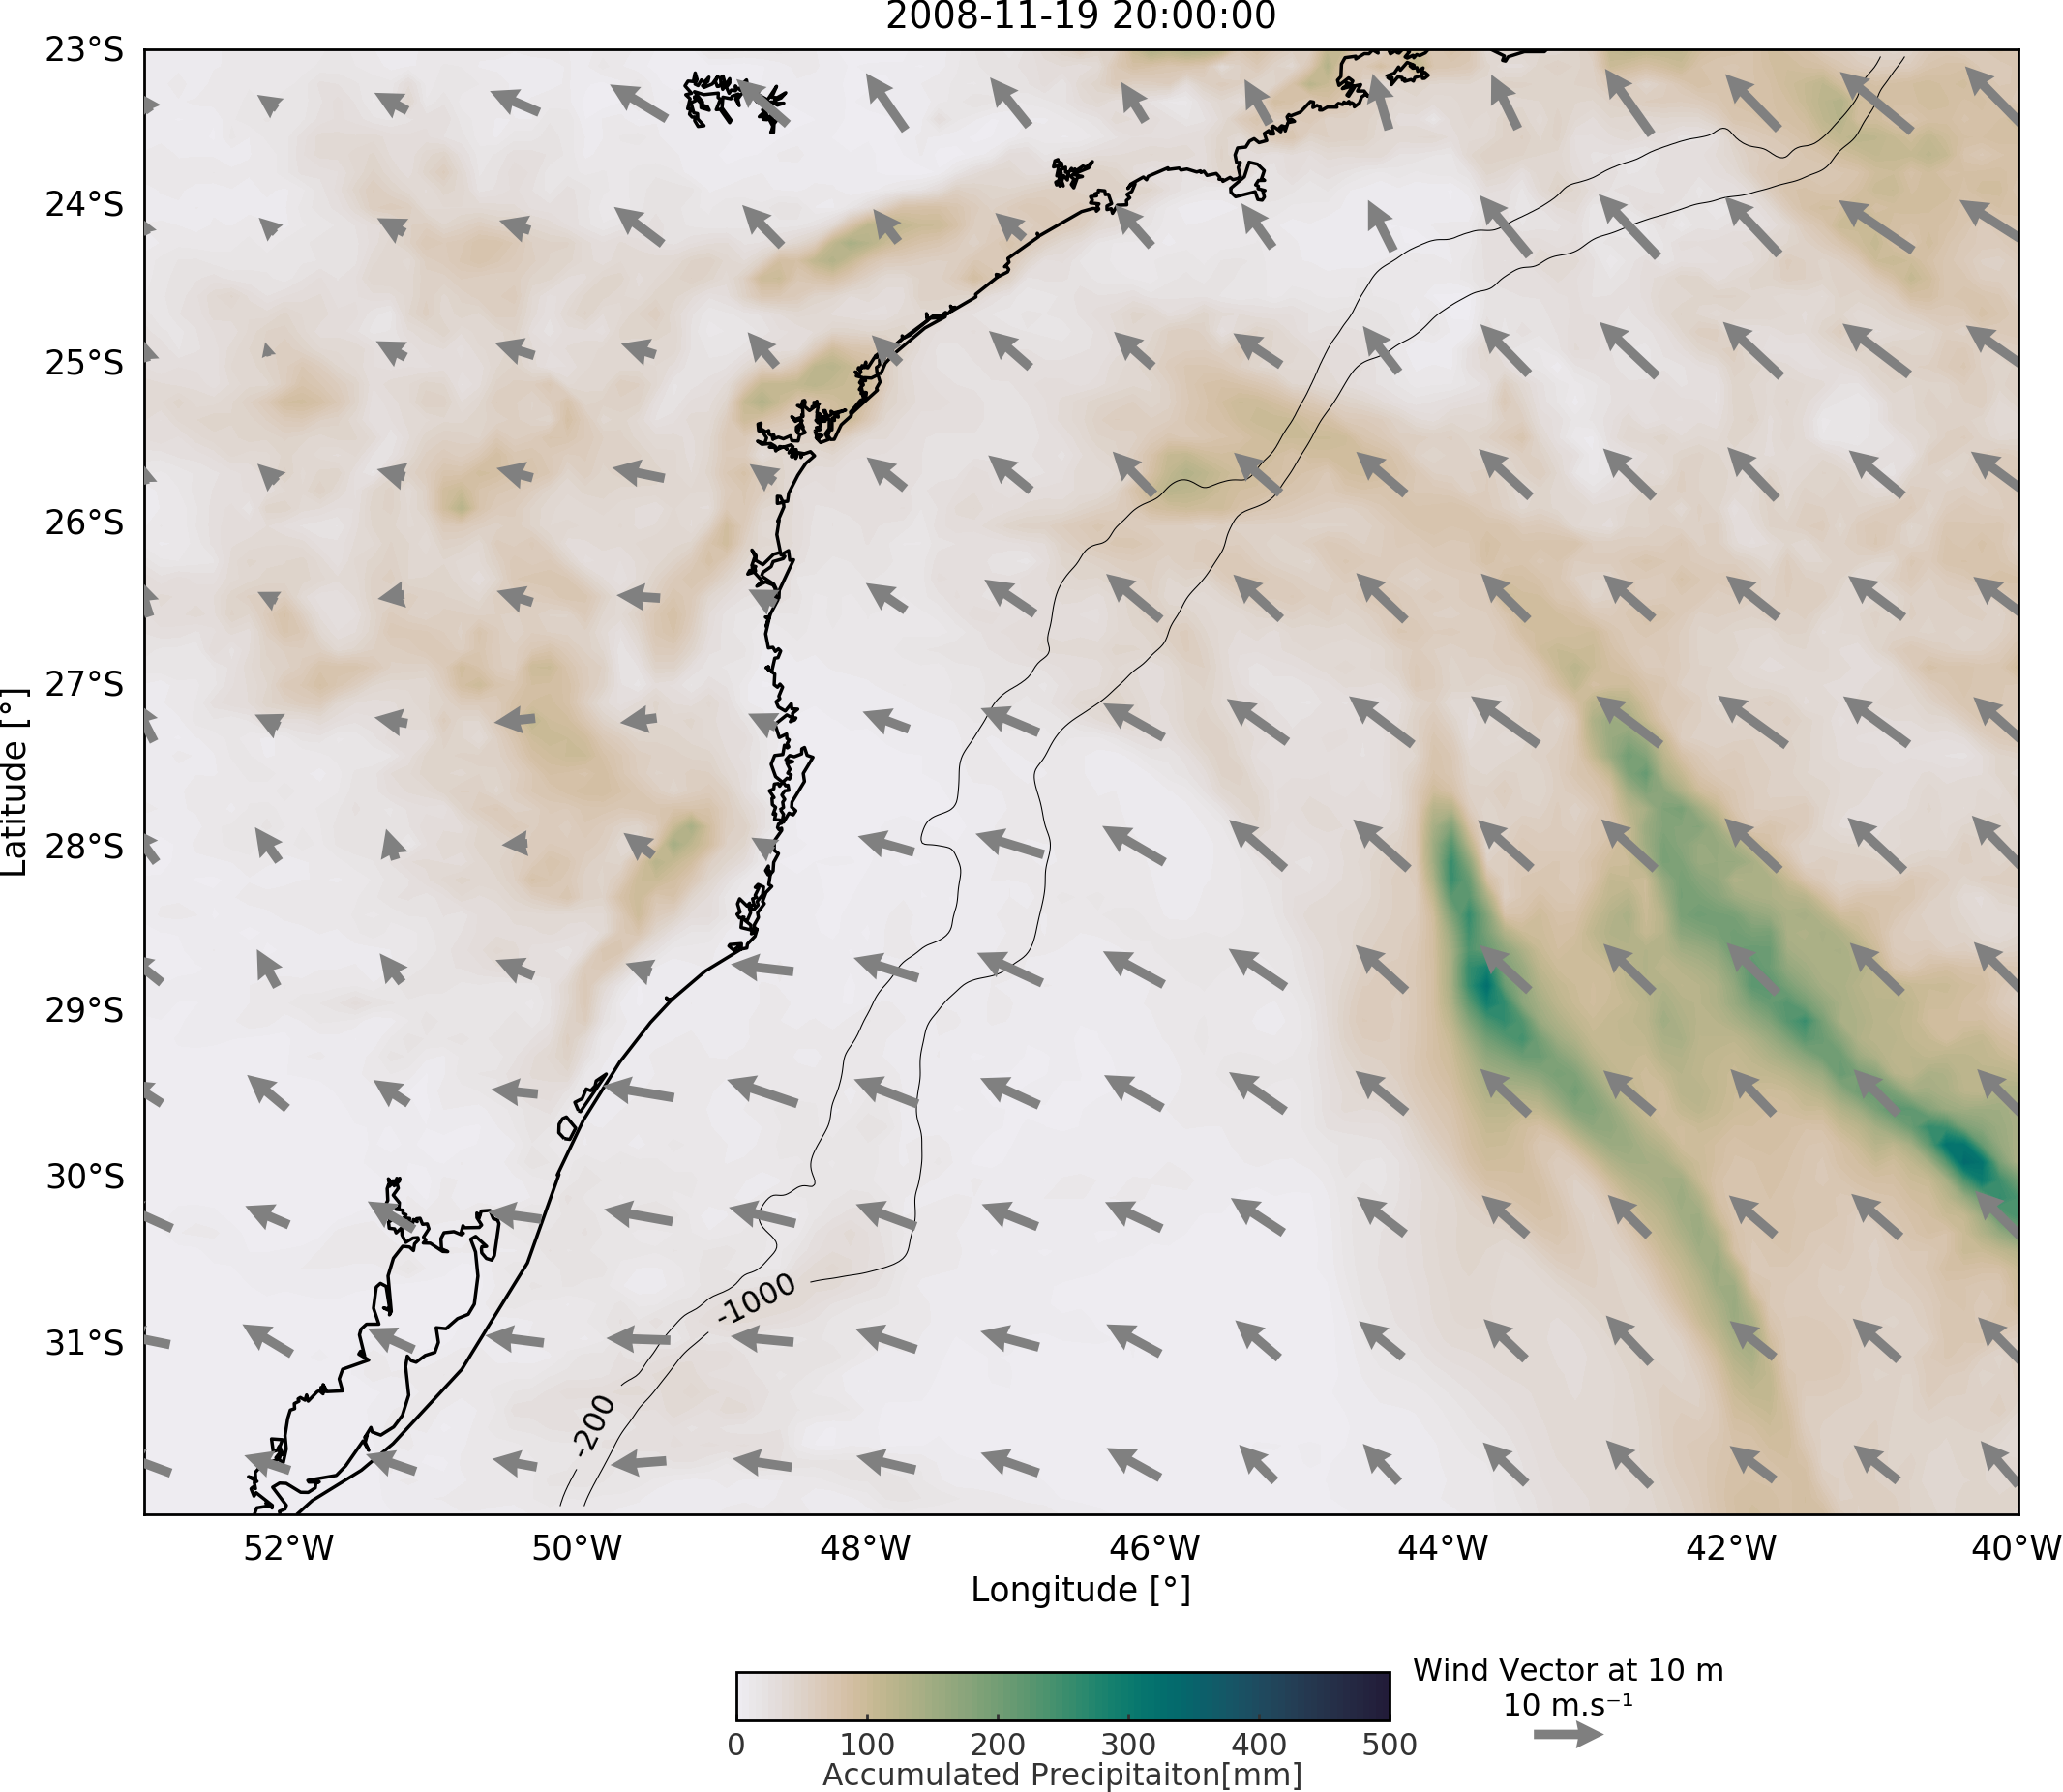 2008-11-19 20:00:00
23°S
24°S
25°S
26°S
27°S
28°S
29°S
30°S
31°S
Latitude [°]
-1000
-200
52°W 50°W 48°W 46°W 44°W 42°W 40°W
Longitude [°]
Wind Vector at 10 m
10 m.s⁻¹
0 100 200 300 400 500
Accumulated Precipitaiton[mm]